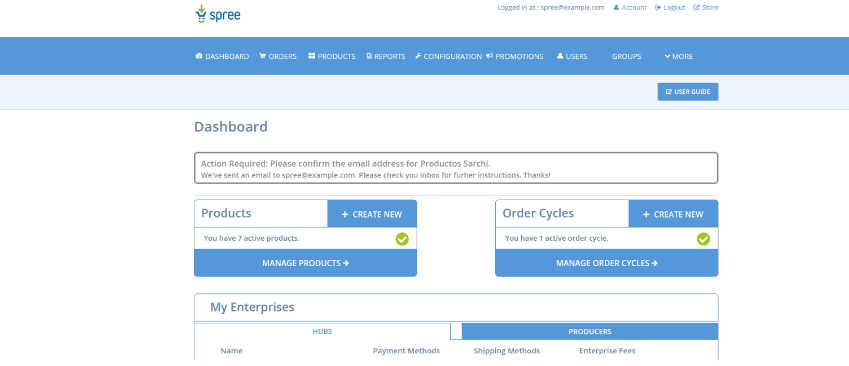 spree
Logged in as : spree@example.com Account Logout Store
DASHBOARD ORDERS PRODUCTS REPORTS CONFIGURATION PROMOTIONS USERS GROUPS MORE
USER GUIDE
Dashboard
Action Required: Please confirm the email address for Productos Sarchí.
We've sent an email to spree@example.com. Please check you inbox for furher instructions. Thanks!
Products + CREATE NEW
You have 7 active products.
MANAGE PRODUCTS
Order Cycles + CREATE NEW
You have 1 active order cycle.
MANAGE ORDER CYCLES
My Enterprises
HUBS PRODUCERS
Name Payment Methods Shipping Methods Enterprise Fees